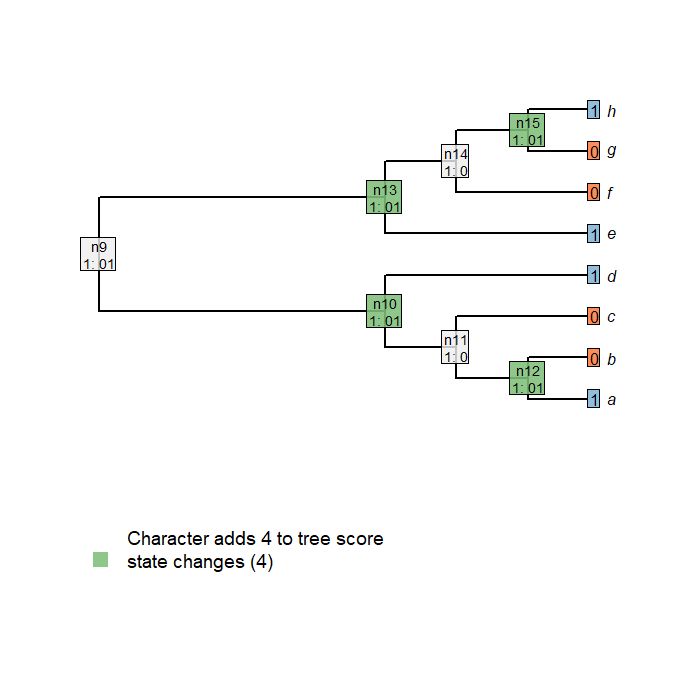 1 h
n15
1: 01
0 g
n14
1: 0
n13
1: 01
0 f
1 e
n9
1: 01
1 d
n10
1: 01
0 c
n11
1: 0
0 b
n12
1: 01
1 a
Character adds 4 to tree score
state changes (4)